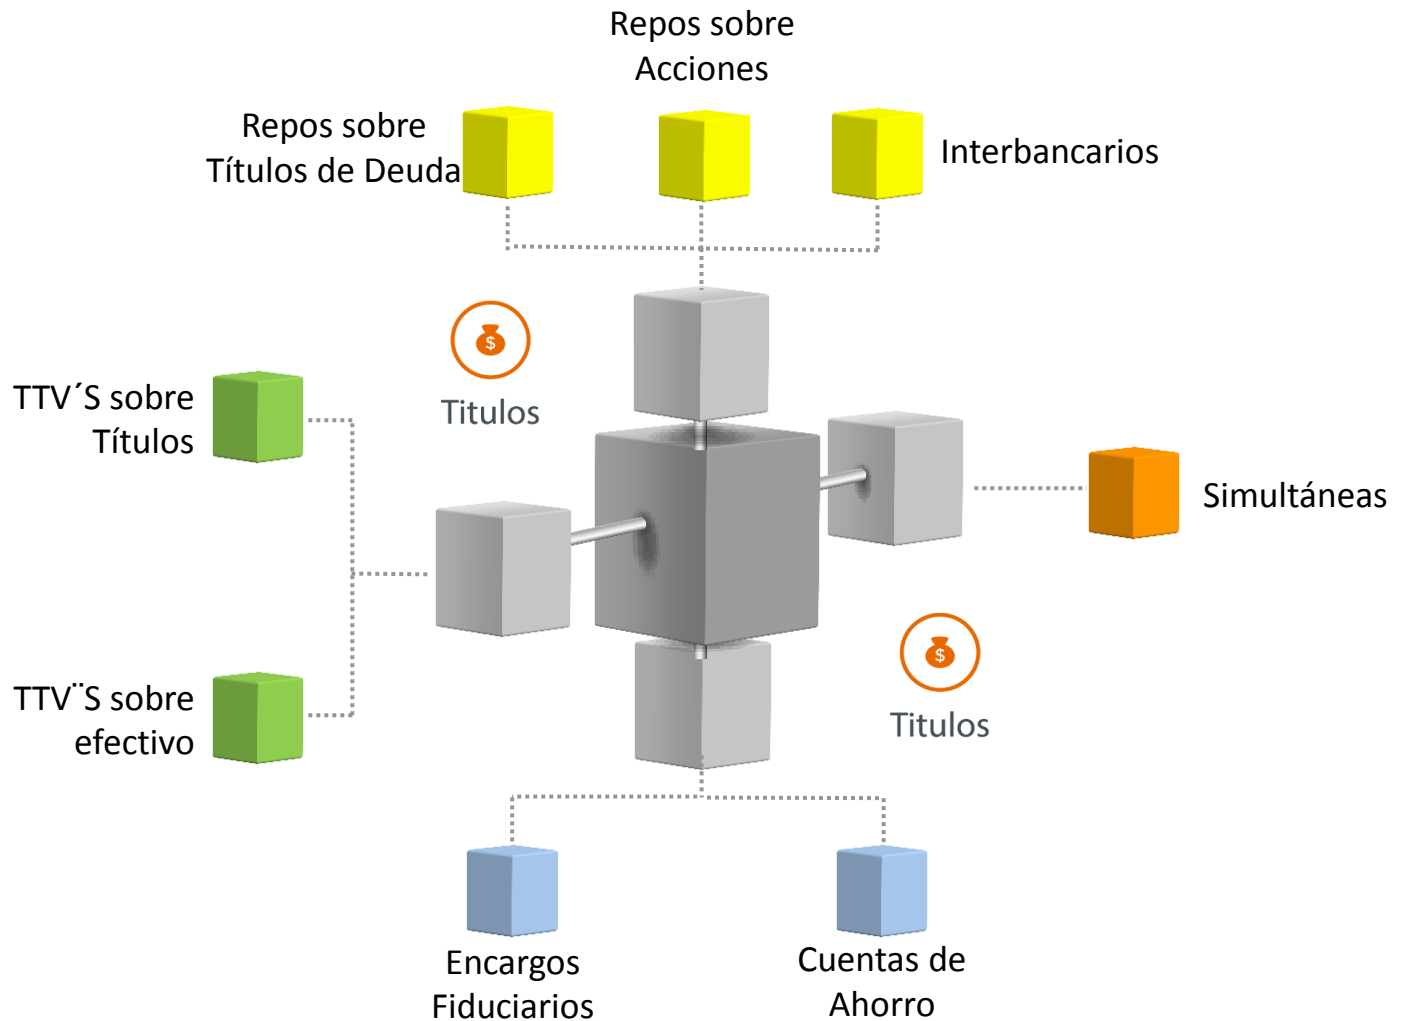 Repos sobre
Acciones
Repos sobre
Títulos de Deuda
Interbancarios
$
Titulos
TTV´S sobre
Títulos
Simultáneas
$
Titulos
TTV¨S sobre
efectivo
Encargos
Fiduciarios
Cuentas de
Ahorro